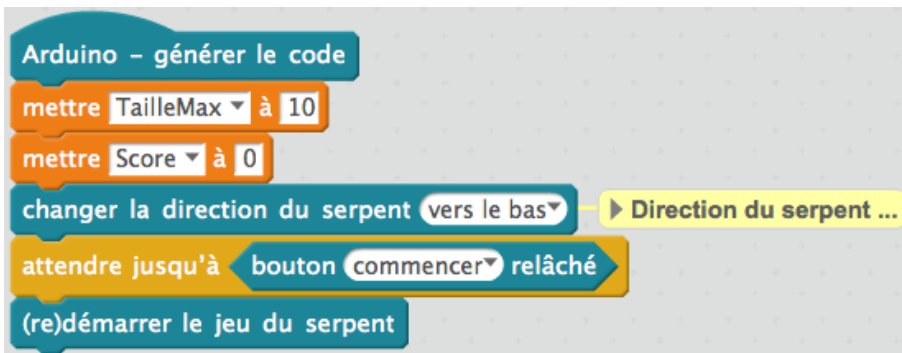 Arduino – générer le code
mettre TailleMax à 10
mettre Score à 0
changer la direction du serpent vers le bas Direction du serpent ...
attendre jusqu'à bouton commencer relâché
(re)démarrer le jeu du serpent